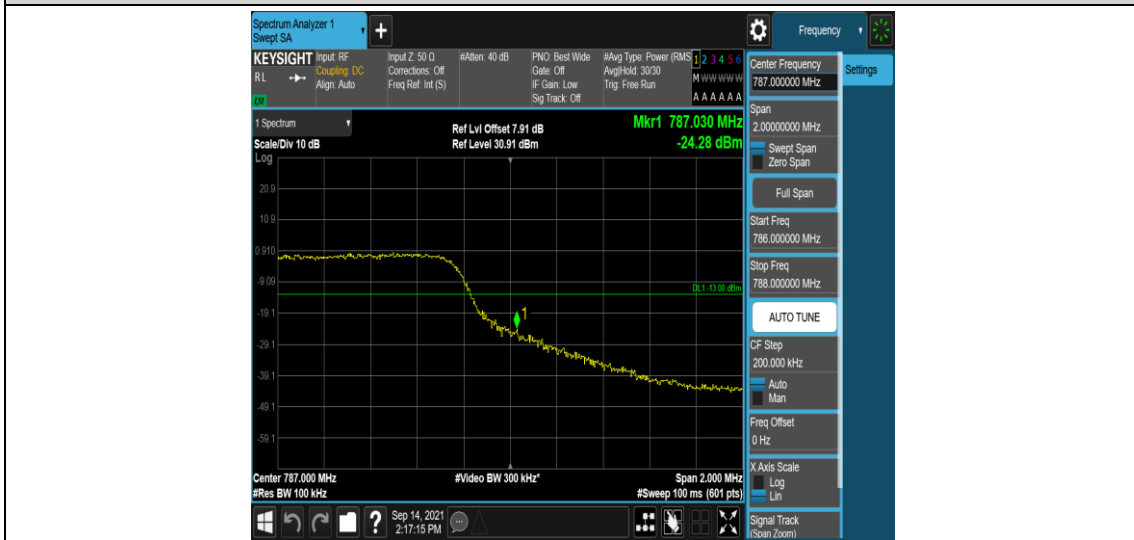 Spectrum Analyzer 1
Swept SA
+
Frequency
KEYSIGHT
RL
Input: RF
Coupling: DC
Align: Auto
Input Z: 50 Ω
Corrections: Off
Freq Ref: Int (S)
#Atten: 40 dB
PNO: Best Wide
Gate: Off
IF Gain: Low
Sig Track: Off
#Avg Type: Power (RMS
Avg|Hold: 30/30
Trig: Free Run
1 2 3 4 5 6
M W W W W W
A A A A A A
1 Spectrum
Scale/Div 10 dB
Ref Lvl Offset 7.91 dB
Ref Level 30.91 dBm
Mkr1 787.030 MHz
-24.28 dBm
Log
20.9
10.9
0.910
-9.09
-19.1
-29.1
-39.1
-49.1
-59.1
DL1 -13.00 dBm
1
Center 787.000 MHz
#Res BW 100 kHz
#Video BW 300 kHz*
Span 2.000 MHz
#Sweep 100 ms (601 pts)
Center Frequency
787.000000 MHz
Settings
Span
2.00000000 MHz
Swept Span
Zero Span
Full Span
Start Freq
786.000000 MHz
Stop Freq
788.000000 MHz
AUTO TUNE
CF Step
200.000 kHz
Auto
Man
Freq Offset
0 Hz
X Axis Scale
Log
Lin
Signal Track
(Span Zoom)
?
Sep 14, 2021
2:17:15 PM